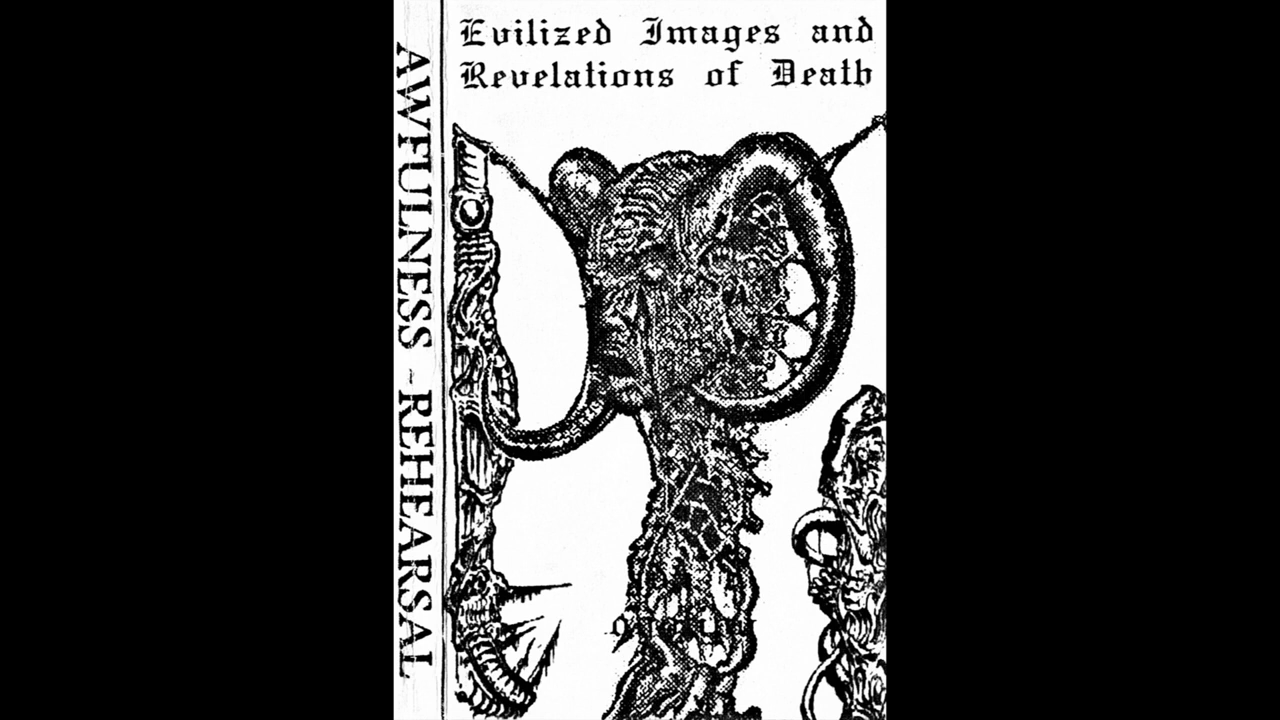 Evilized Images and
Revelations of Death
AWFULNESS - REHEARSAL